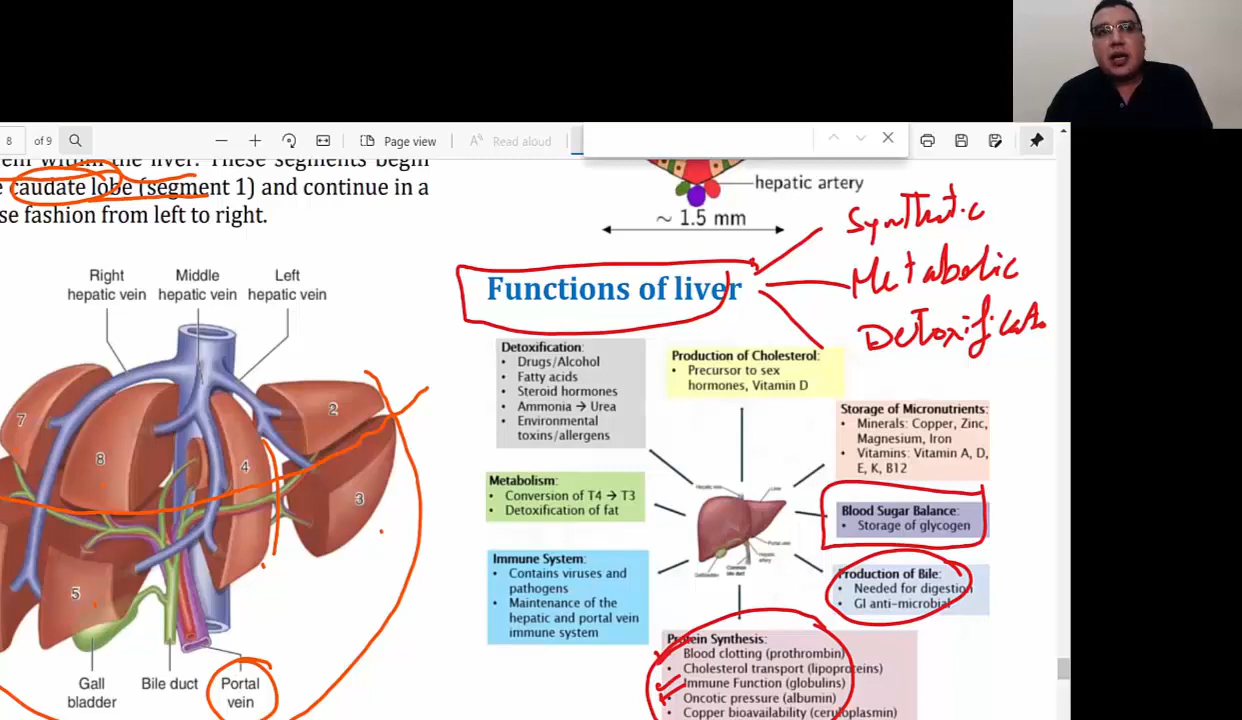 8 of 9
Page view
Read aloud
vein within the liver. These segments begin
caudate lobe (segment 1) and continue in a
se fashion from left to right.
Right
hepatic vein
Middle
hepatic vein
Left
hepatic vein
7
8
4
2
3
5
Gall
bladder
Bile duct
Portal
vein
hepatic artery
~ 1.5 mm
Synthetic
Metabolic
Functions of liver
Detoxification:
• Drugs/Alcohol
• Fatty acids
• Steroid hormones
• Ammonia → Urea
• Environmental
toxins/allergens
Production of Cholesterol:
• Precursor to sex
hormones, Vitamin D
Storage of Micronutrients:
• Minerals: Copper, Zinc,
Magnesium, Iron
• Vitamins: Vitamin A, D,
E, K, B12
Metabolism:
• Conversion of T4 → T3
• Detoxification of fat
Blood Sugar Balance:
• Storage of glycogen
Immune System:
• Contains viruses and
pathogens
• Maintenance of the
hepatic and portal vein
immune system
Production of Bile:
• Needed for digestion
• GI anti-microbial
Protein Synthesis:
• Blood clotting (prothrombin)
• Cholesterol transport (lipoproteins)
• Immune Function (globulins)
• Oncotic pressure (albumin)
• Copper bioavailability (ceruloplasmin)